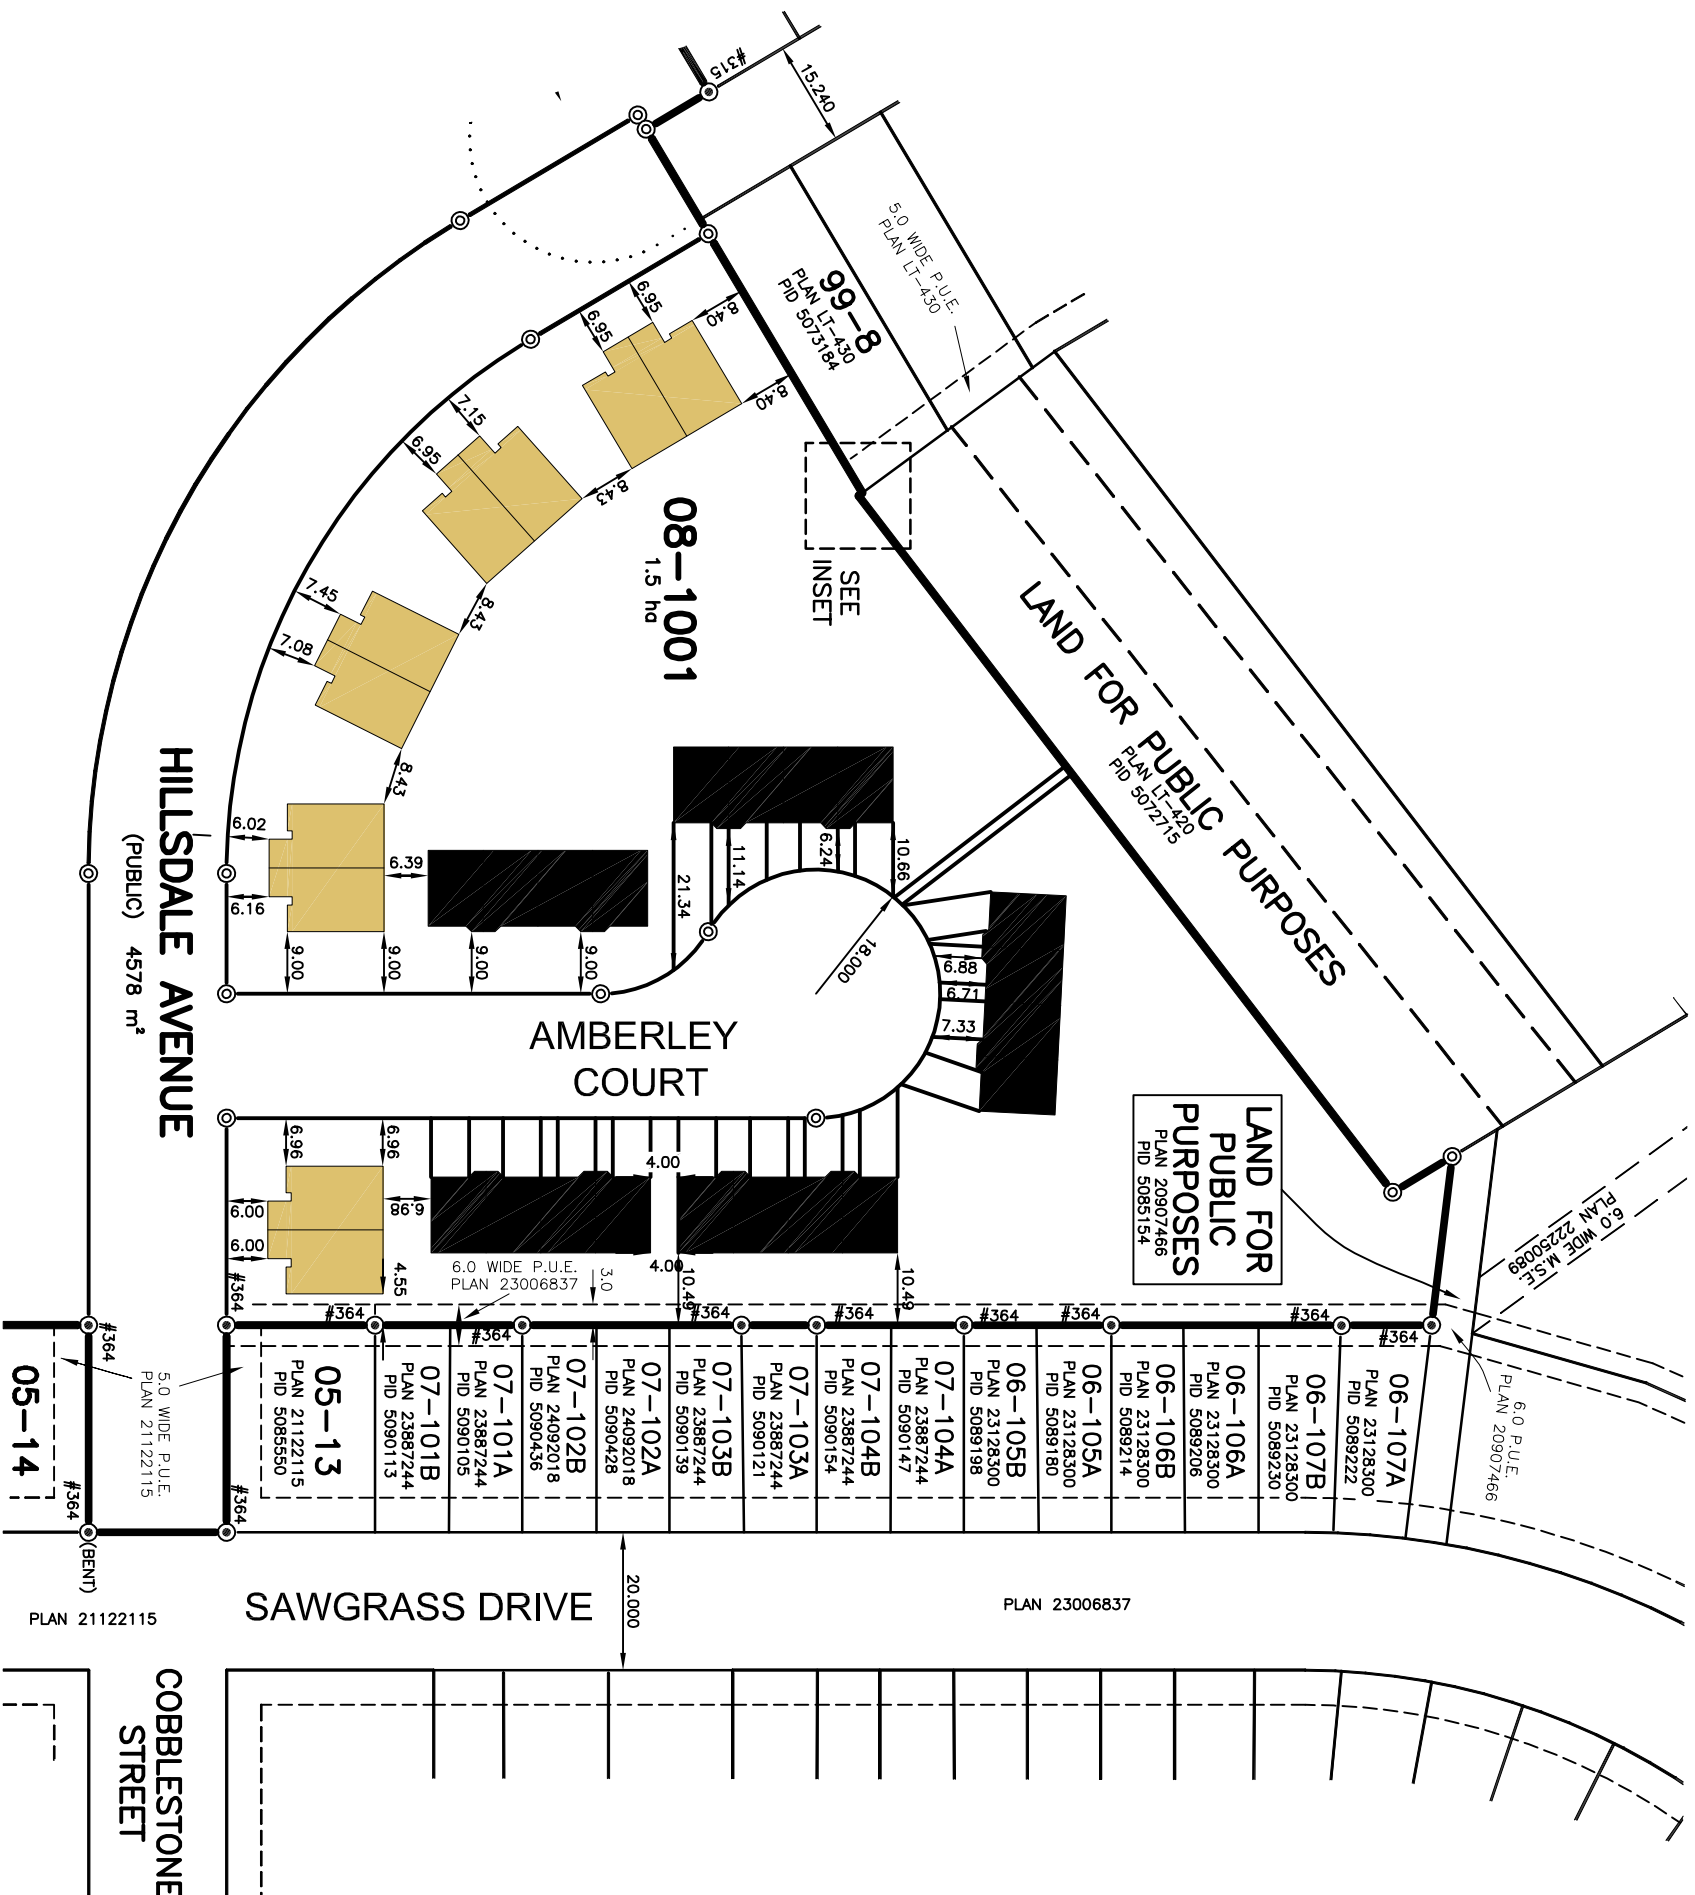 #315
15.240
5.0 WIDE P.U.E.
PLAN LT-430
99-8
PLAN LT-430
PID 5073184
6.95
6.95
8.40
8.40
7.15
6.95
8.43
08-1001
1.5 ha
SEE
INSET
LAND FOR PUBLIC PURPOSES
PLAN LT-420
PID 5072715
7.45
7.08
8.43
8.43
HILLSDALE AVENUE
(PUBLIC) 4578 m²
6.02
6.16
6.39
9.00
9.00
9.00
9.00
21.34
11.14
6.24
10.66
18.000
6.88
6.71
7.33
AMBERLEY
COURT
LAND FOR
PUBLIC
PURPOSES
PLAN 20907466
PID 5085154
6.0 WIDE M.S.E.
PLAN 22250089
6.96
6.96
6.00
6.00
6.98
4.55
4.00
4.00
10.49
10.49
6.0 WIDE P.U.E.
PLAN 23006837
3.0
#364
#364
#364
#364
#364
#364
#364
#364
#364
#364
#364
#364
05-14
5.0 WIDE P.U.E.
PLAN 21122115
05-13
PLAN 21122115
PID 5085550
07-101B
PLAN 23887244
PID 5090113
07-101A
PLAN 23887244
PID 5090105
07-102B
PLAN 24092018
PID 5090436
07-102A
PLAN 24092018
PID 5090428
07-103B
PLAN 23887244
PID 5090139
07-103A
PLAN 23887244
PID 5090121
07-104B
PLAN 23887244
PID 5090154
07-104A
PLAN 23887244
PID 5090147
06-105B
PLAN 23128300
PID 5089198
06-105A
PLAN 23128300
PID 5089180
06-106B
PLAN 23128300
PID 5089214
06-106A
PLAN 23128300
PID 5089206
06-107B
PLAN 23128300
PID 5089230
06-107A
PLAN 23128300
PID 5089222
6.0 P.U.E.
PLAN 20907466
(BENT)
PLAN 21122115
SAWGRASS DRIVE
20.000
PLAN 23006837
COBBLESTONE
STREET